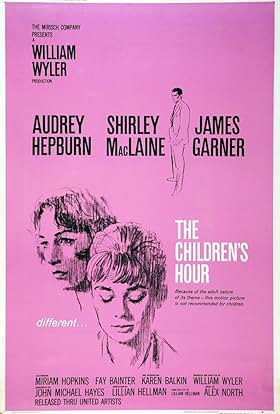 THE MIRISCH COMPANY
PRESENTS
A
WILLIAM
WYLER
PRODUCTION
AUDREY
HEPBURN
SHIRLEY
MacLAINE
JAMES
GARNER
THE
CHILDREN'S
HOUR
Because of the adult nature
of its theme – this motion picture
is not recommended for children.
different...
MIRIAM HOPKINS
FAY BAINTER
KAREN BALKIN
WILLIAM WYLER
JOHN MICHAEL HAYES
LILLIAN HELLMAN
LILLIAN HELLMAN
ALEX NORTH
RELEASED THRU UNITED ARTISTS